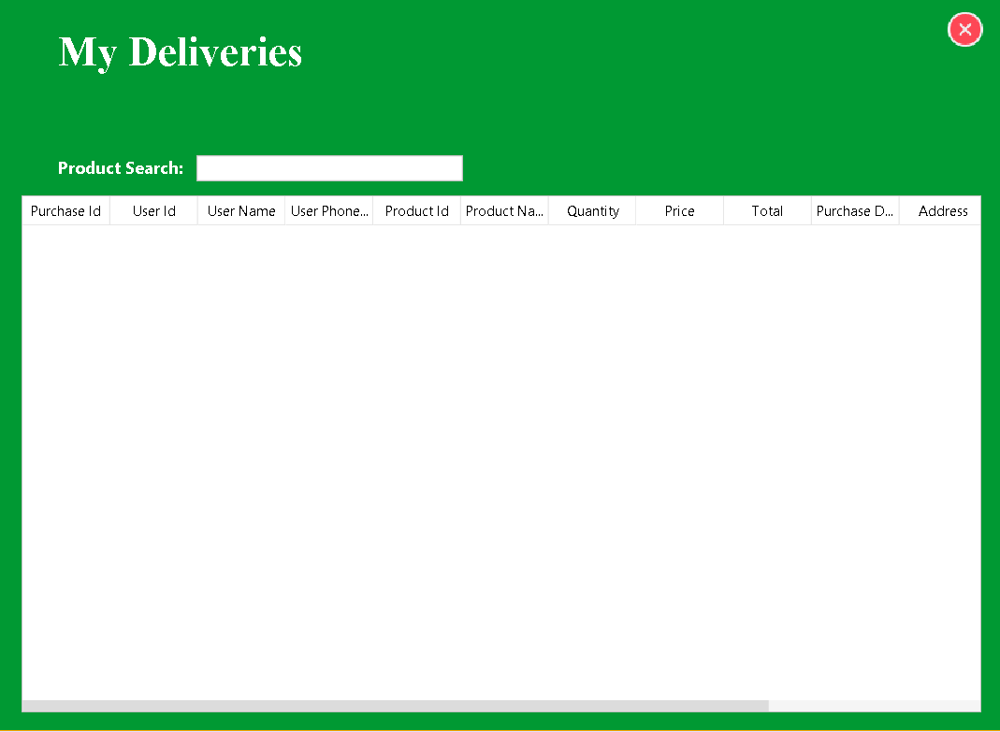 My Deliveries
Product Search:
Purchase Id User Id User Name User Phone... Product Id Product Na... Quantity Price Total Purchase D... Address